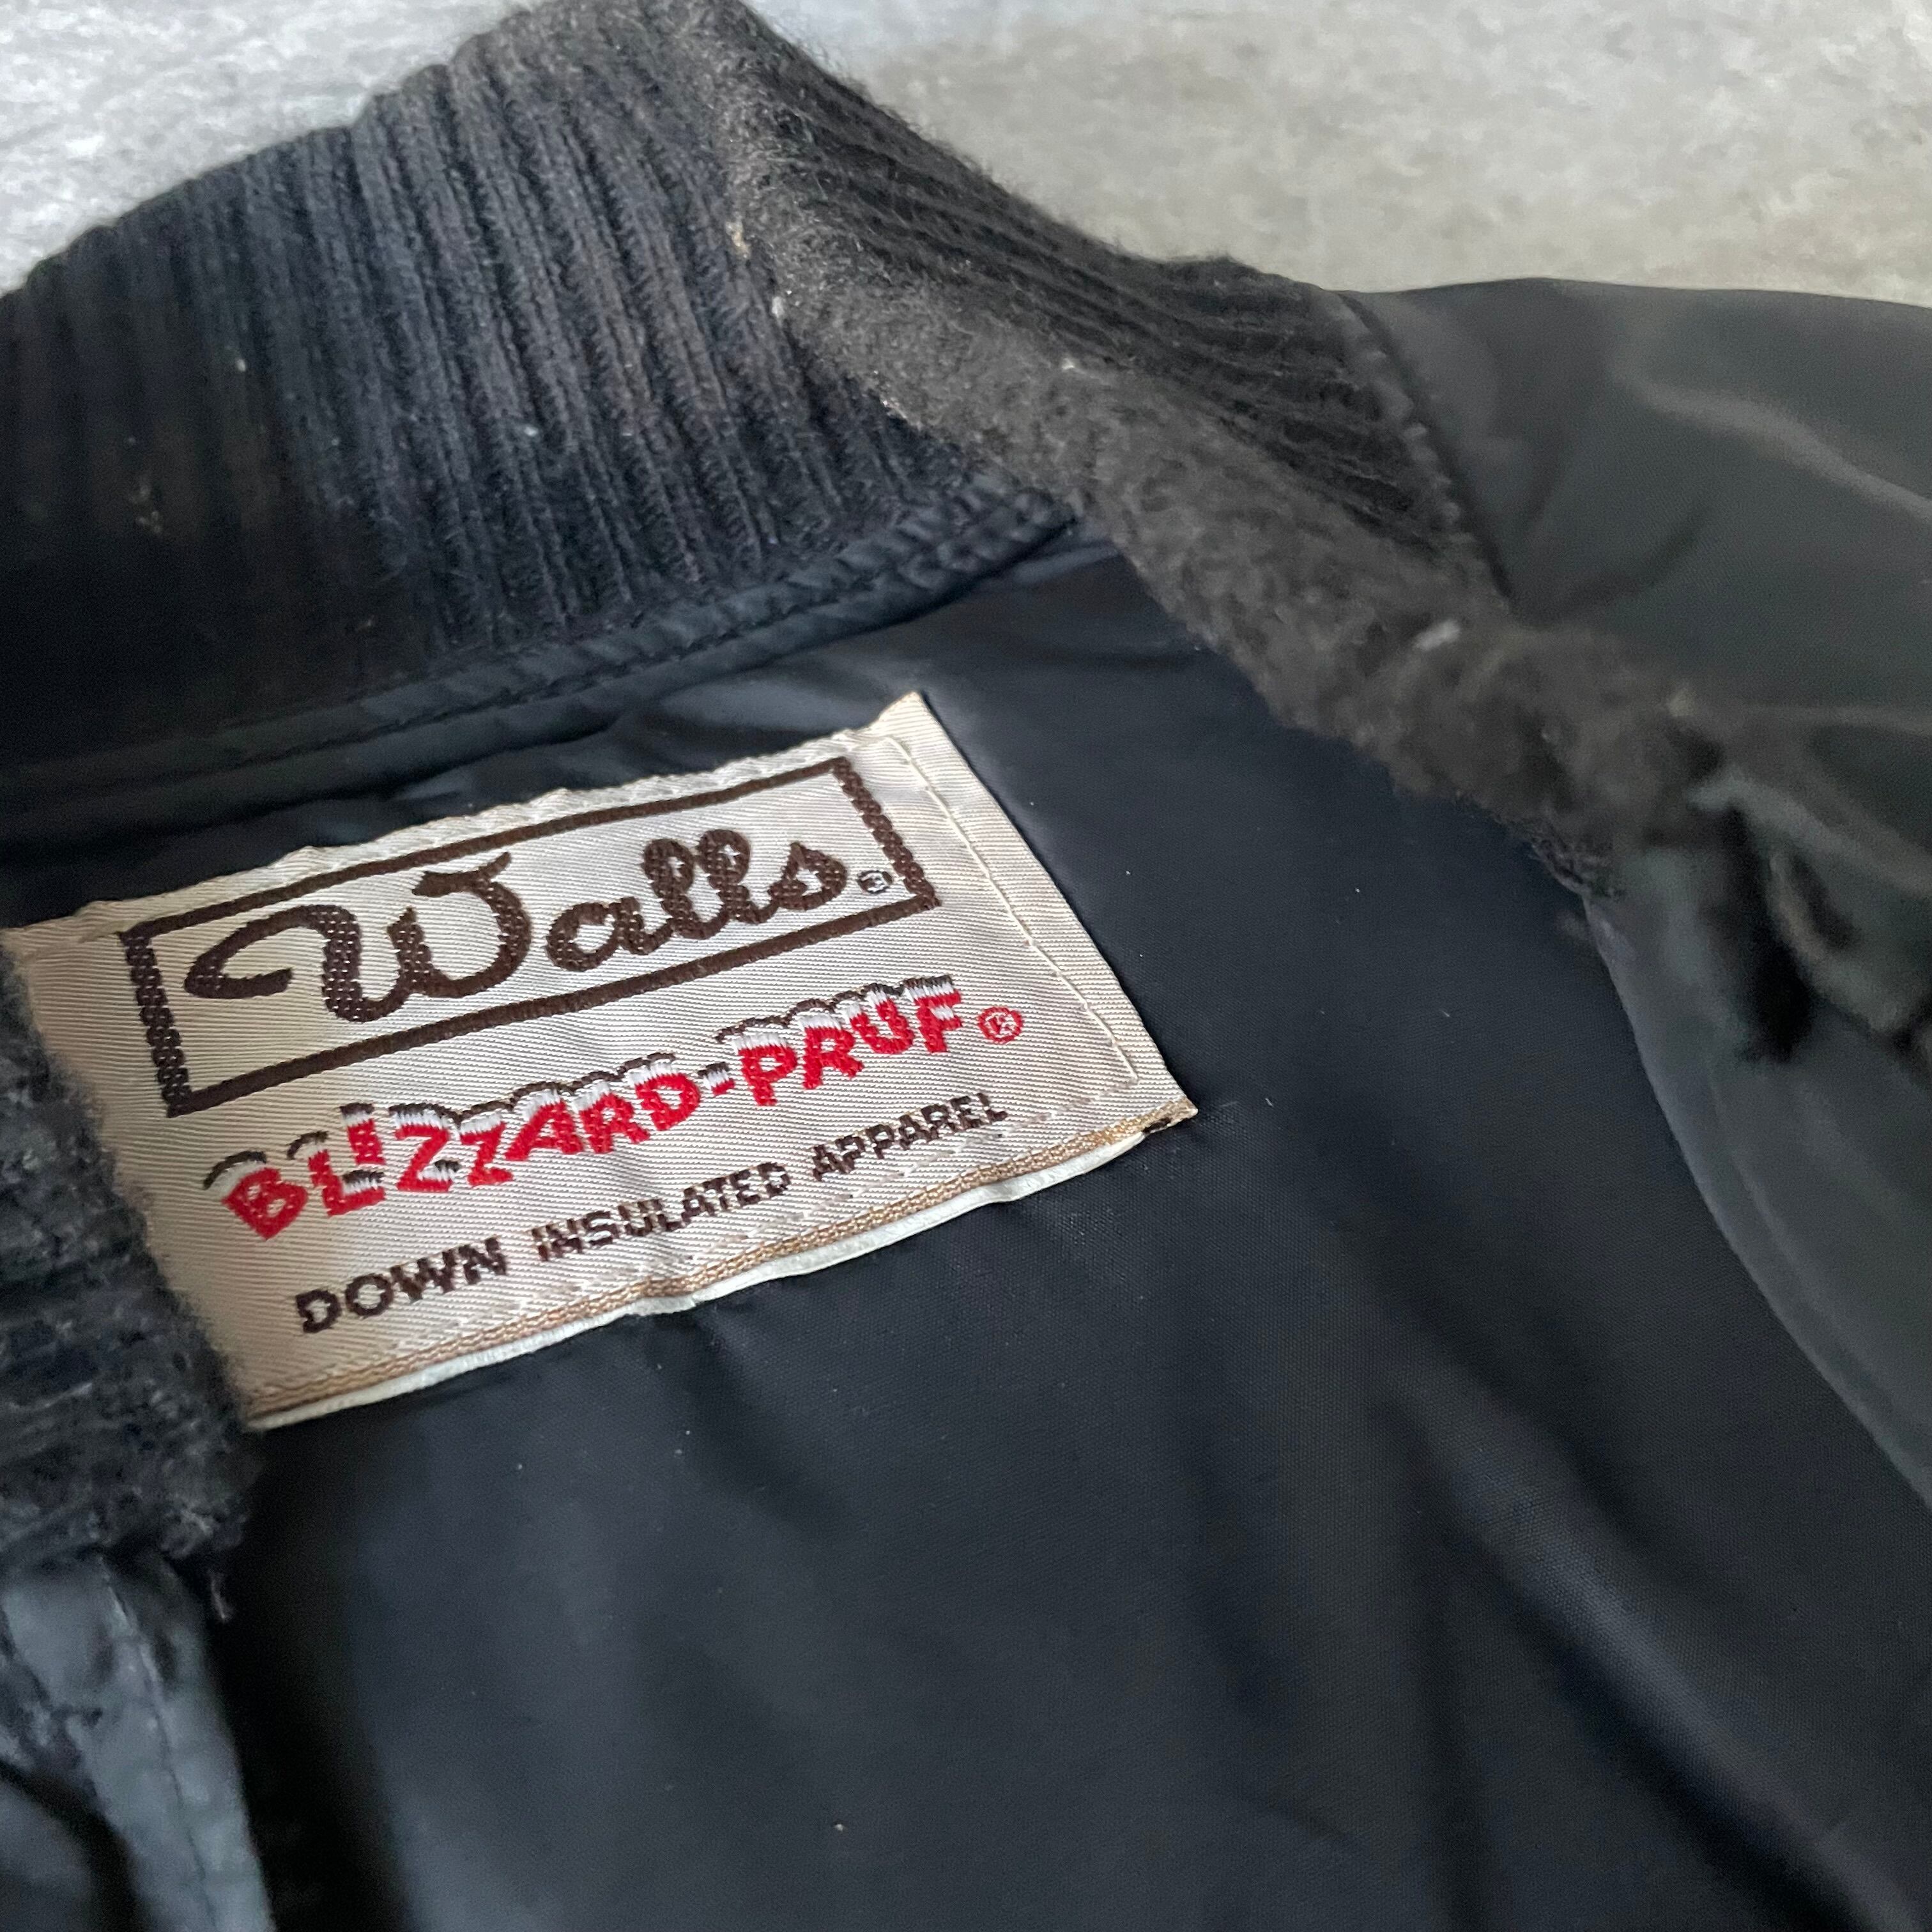 Walls®
BLIZZARD-PRUF®
DOWN INSULATED APPAREL